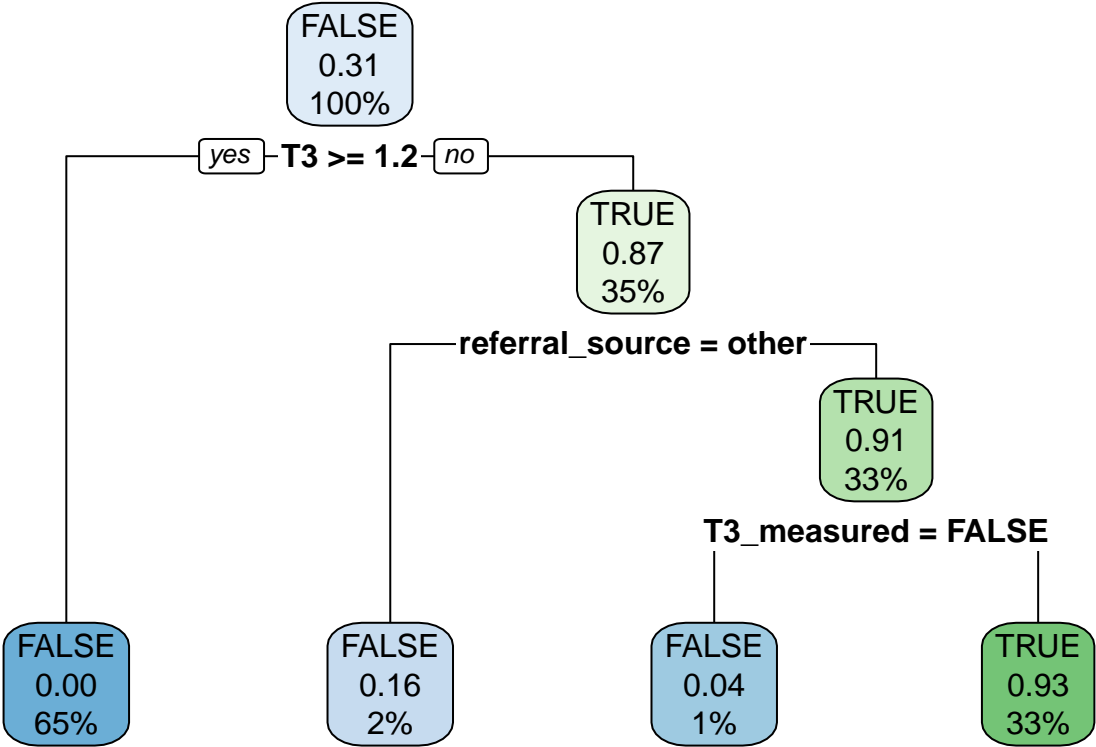 FALSE
0.31
100%
yes T3 >= 1.2 no
TRUE
0.87
35%
referral_source = other
TRUE
0.91
33%
T3_measured = FALSE
FALSE
0.00
65%
FALSE
0.16
2%
FALSE
0.04
1%
TRUE
0.93
33%